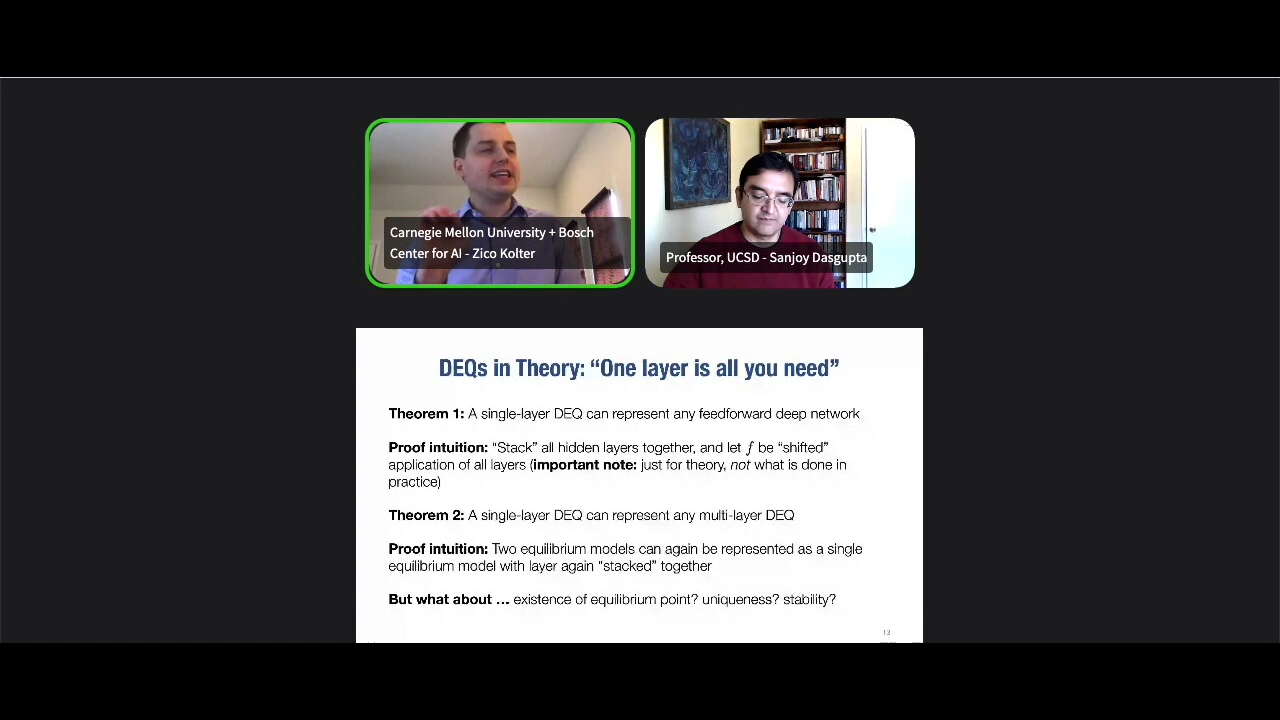 Carnegie Mellon University + Bosch
Center for AI - Zico Kolter
Professor, UCSD - Sanjoy Dasgupta
DEQs in Theory: “One layer is all you need”
Theorem 1: A single-layer DEQ can represent any feedforward deep network
Proof intuition: “Stack” all hidden layers together, and let f be “shifted”
application of all layers (important note: just for theory, not what is done in
practice)
Theorem 2: A single-layer DEQ can represent any multi-layer DEQ
Proof intuition: Two equilibrium models can again be represented as a single
equilibrium model with layer again “stacked” together
But what about … existence of equilibrium point? uniqueness? stability?
13